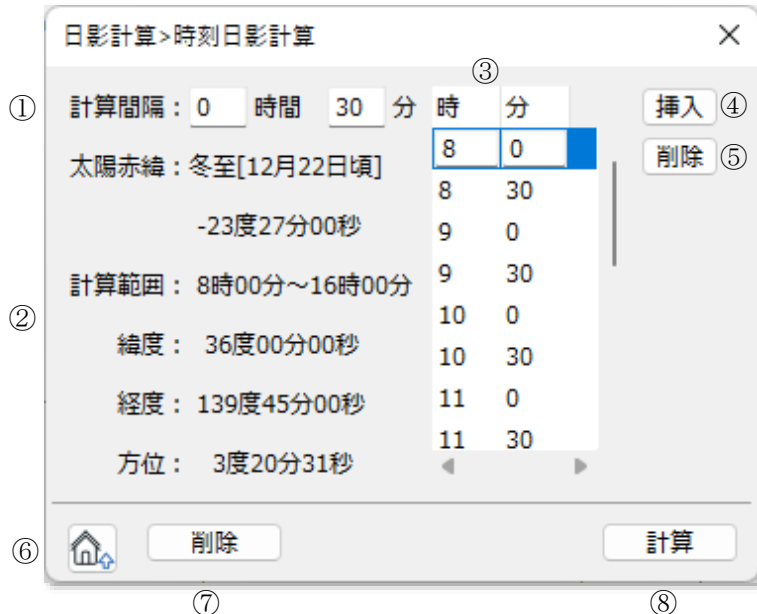 日影計算>時刻日影計算
③
① 計算間隔： 0 時間 30 分 時 分 挿入 ④
8 0
削除 ⑤
太陽赤緯：冬至[12月22日頃]
8 30
-23度27分00秒
9 0
9 30
計算範囲： 8時00分～16時00分
② 10 0
緯度： 36度00分00秒
10 30
経度： 139度45分00秒
11 0
11 30
方位： 3度20分31秒
⑥ 削除 計算
⑦ ⑧